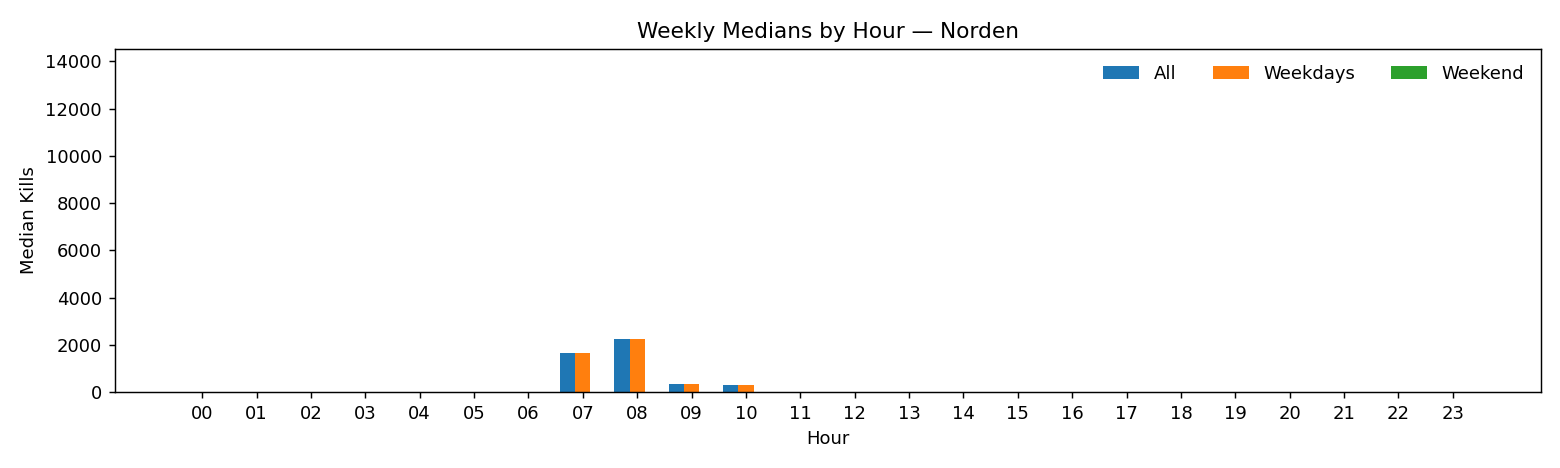 Weekly Medians by Hour — Norden
All Weekdays Weekend
Median Kills
14000
12000
10000
8000
6000
4000
2000
0
00 01 02 03 04 05 06 07 08 09 10 11 12 13 14 15 16 17 18 19 20 21 22 23
Hour